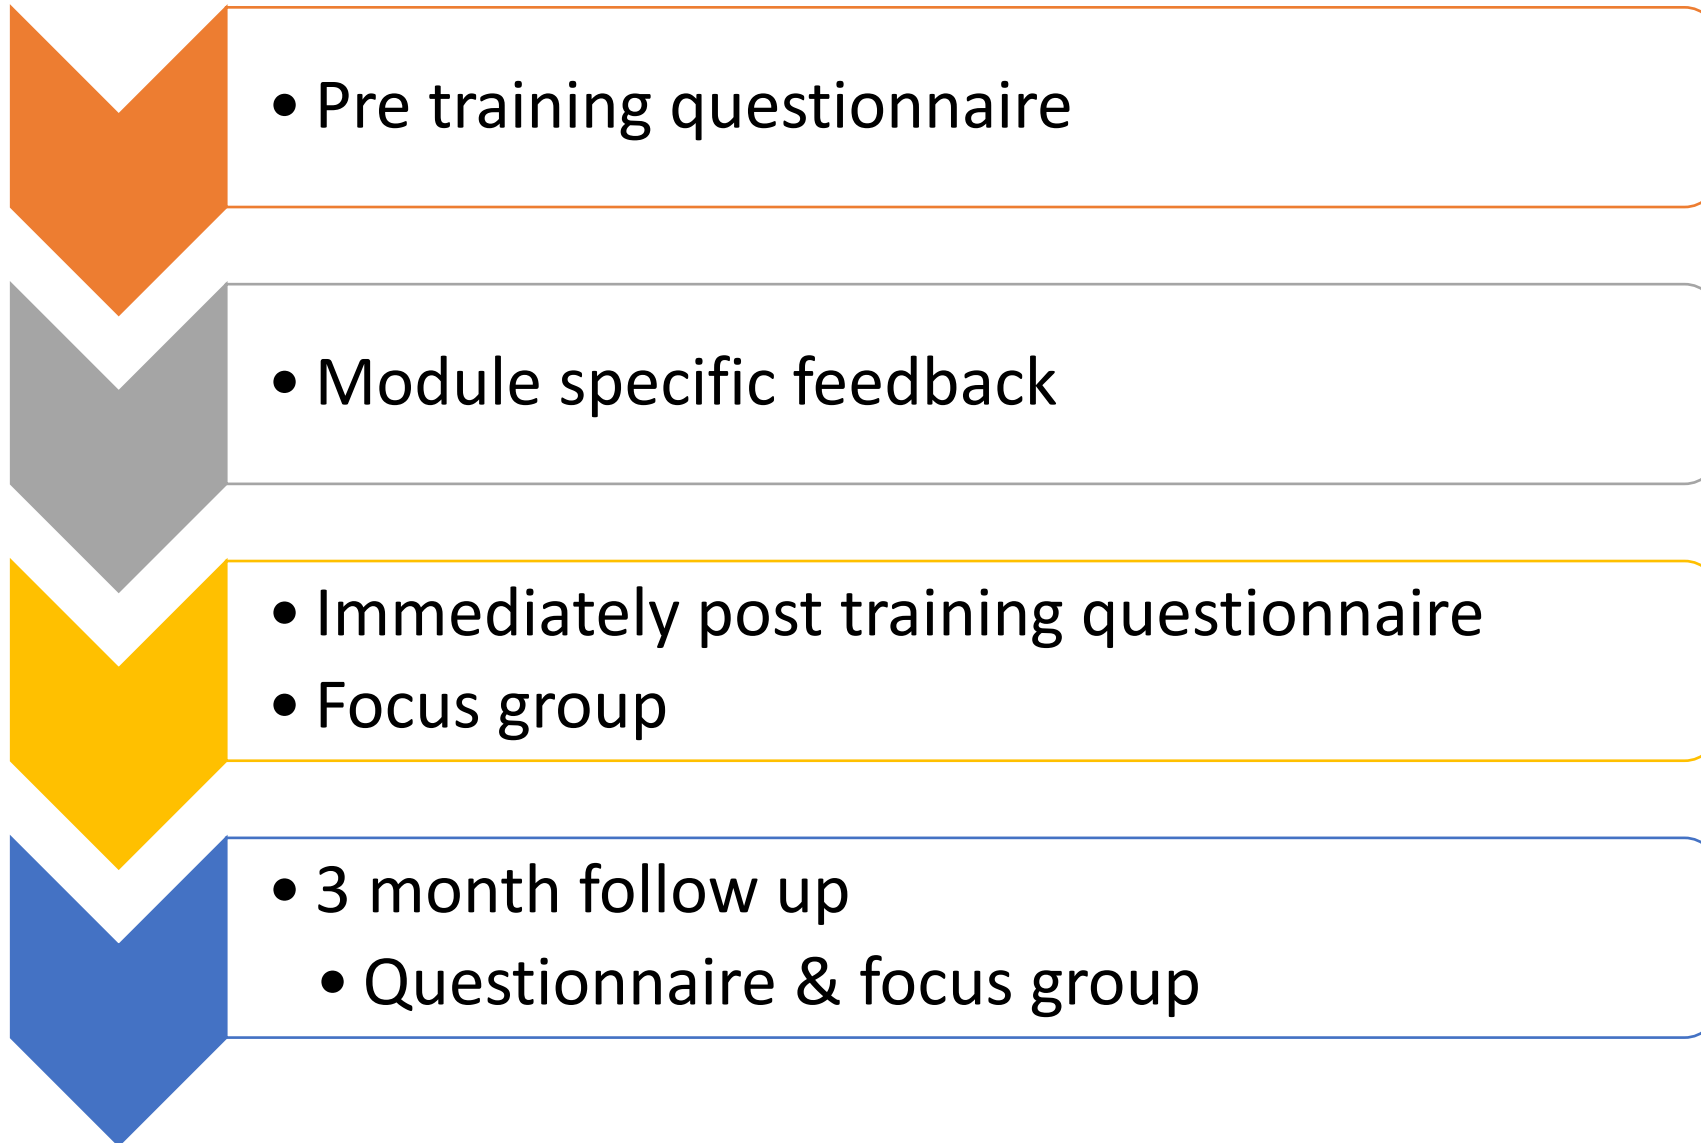 • Pre training questionnaire
• Module specific feedback
• Immediately post training questionnaire
• Focus group
• 3 month follow up
• Questionnaire & focus group